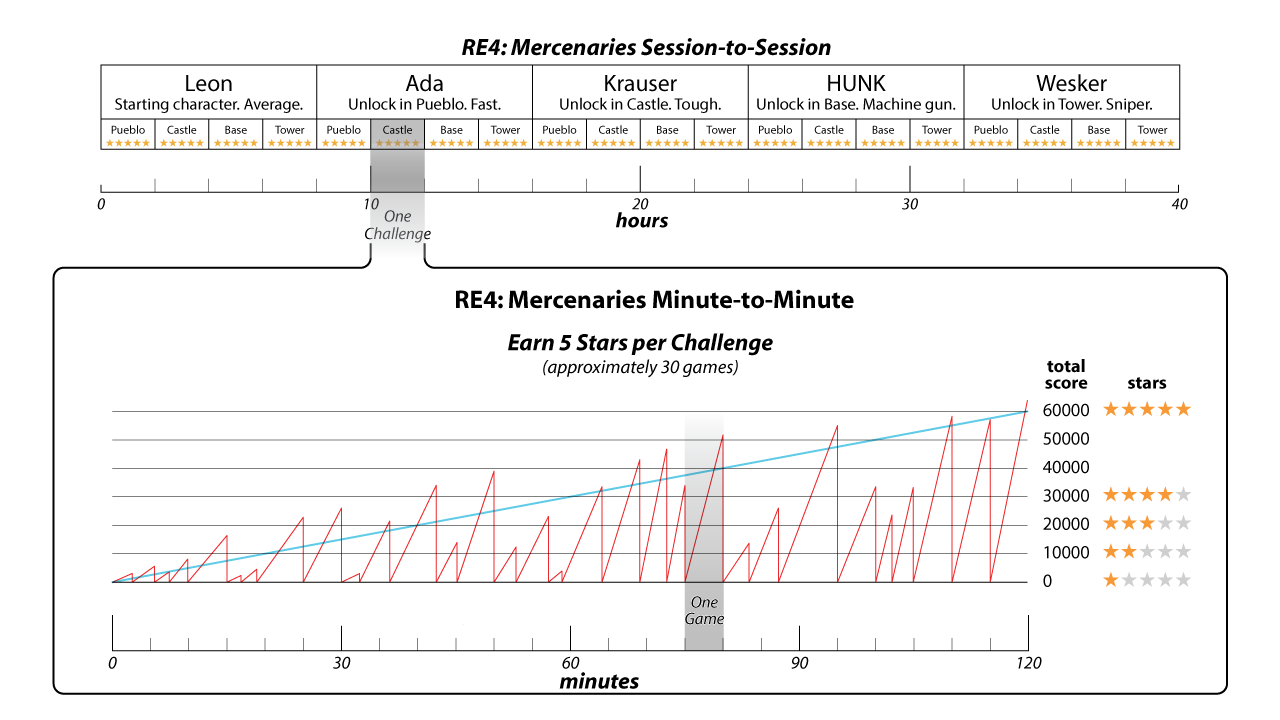 RE4: Mercenaries Session-to-Session
Leon Ada Krauser HUNK Wesker
Starting character. Average. Unlock in Pueblo. Fast. Unlock in Castle. Tough. Unlock in Base. Machine gun. Unlock in Tower. Sniper.
Pueblo Castle Base Tower Pueblo Castle Base Tower Pueblo Castle Base Tower Pueblo Castle Base Tower Pueblo Castle Base Tower
0 10 20 30 40
hours
One
Challenge
RE4: Mercenaries Minute-to-Minute
Earn 5 Stars per Challenge
(approximately 30 games)
total
score stars
60000
50000
40000
30000
20000
10000
0
One
Game
0 30 60 90 120
minutes